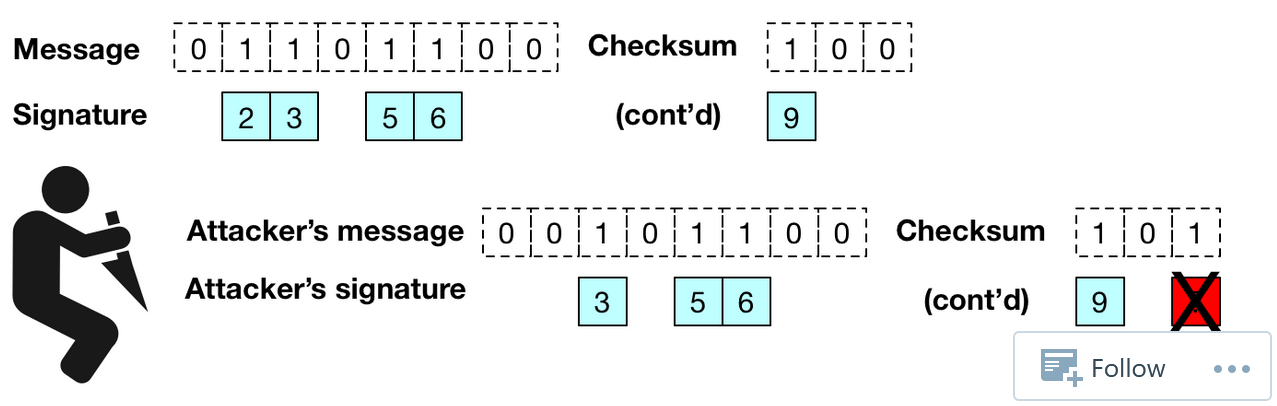 Message 0 1 1 0 1 1 0 0 Checksum 1 0 0
Signature 2 3 5 6 (cont’d) 9
Attacker’s message 0 0 1 0 1 1 0 0 Checksum 1 0 1
Attacker’s signature 3 5 6 (cont’d) 9
Follow